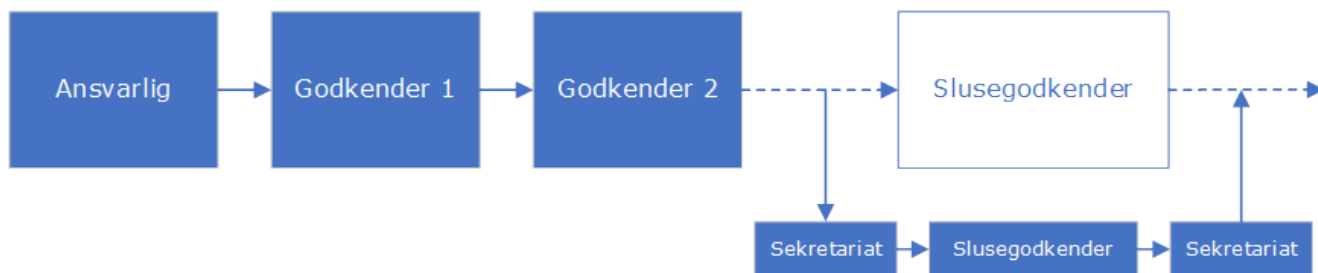 Ansvarlig
Godkender 1
Godkender 2
Slusegodkender
Sekretariat
Slusegodkender
Sekretariat